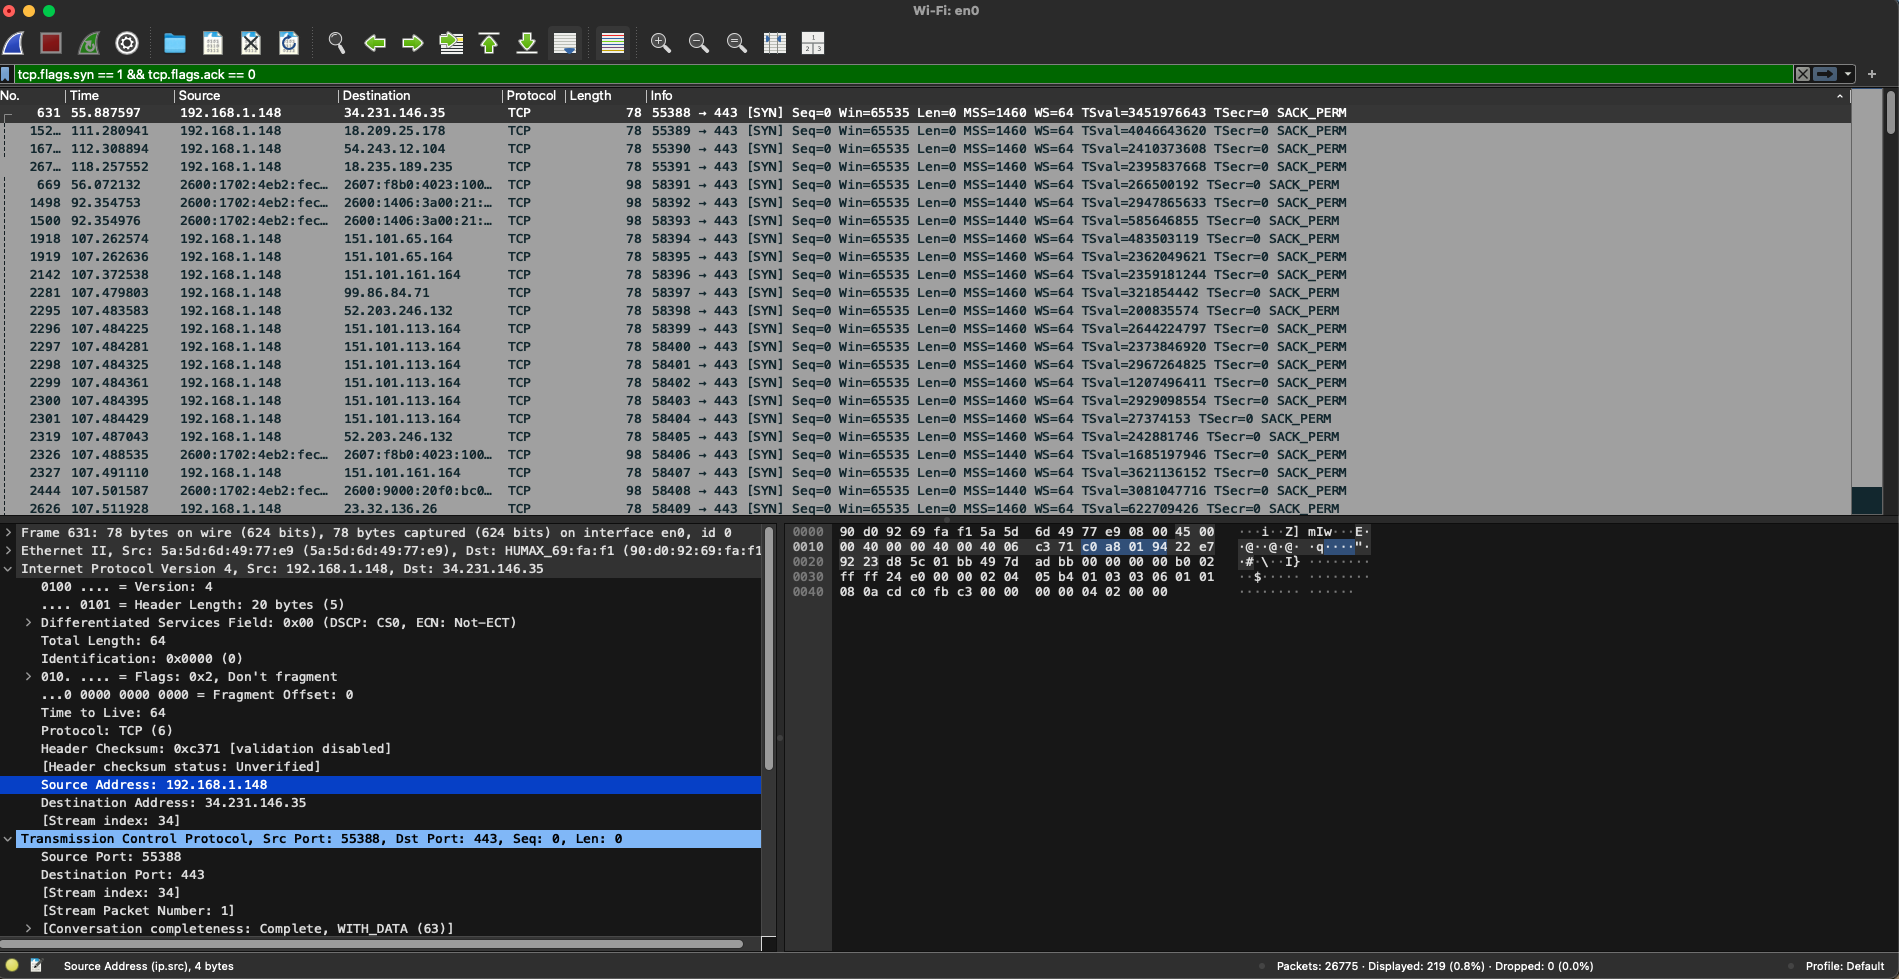 Wi-Fi: en0
tcp.flags.syn == 1 && tcp.flags.ack == 0
No. Time Source Destination Protocol Length Info
631 55.887597 192.168.1.148 34.231.146.35 TCP 78 55388 → 443 [SYN] Seq=0 Win=65535 Len=0 MSS=1460 WS=64 TSval=3451976643 TSecr=0 SACK_PERM
152… 111.280941 192.168.1.148 18.209.25.178 TCP 78 55389 → 443 [SYN] Seq=0 Win=65535 Len=0 MSS=1460 WS=64 TSval=4046643620 TSecr=0 SACK_PERM
167… 112.308894 192.168.1.148 54.243.12.104 TCP 78 55390 → 443 [SYN] Seq=0 Win=65535 Len=0 MSS=1460 WS=64 TSval=2410373608 TSecr=0 SACK_PERM
267… 118.257552 192.168.1.148 18.235.189.235 TCP 78 55391 → 443 [SYN] Seq=0 Win=65535 Len=0 MSS=1460 WS=64 TSval=2395837668 TSecr=0 SACK_PERM
669 56.072132 2600:1702:4eb2:fec… 2607:f8b0:4023:100… TCP 98 58391 → 443 [SYN] Seq=0 Win=65535 Len=0 MSS=1440 WS=64 TSval=266500192 TSecr=0 SACK_PERM
1498 92.354753 2600:1702:4eb2:fec… 2600:1406:3a00:21:… TCP 98 58392 → 443 [SYN] Seq=0 Win=65535 Len=0 MSS=1440 WS=64 TSval=2947865633 TSecr=0 SACK_PERM
1500 92.354976 2600:1702:4eb2:fec… 2600:1406:3a00:21:… TCP 98 58393 → 443 [SYN] Seq=0 Win=65535 Len=0 MSS=1440 WS=64 TSval=585646855 TSecr=0 SACK_PERM
1918 107.262574 192.168.1.148 151.101.65.164 TCP 78 58394 → 443 [SYN] Seq=0 Win=65535 Len=0 MSS=1460 WS=64 TSval=483503119 TSecr=0 SACK_PERM
1919 107.262636 192.168.1.148 151.101.65.164 TCP 78 58395 → 443 [SYN] Seq=0 Win=65535 Len=0 MSS=1460 WS=64 TSval=2362049621 TSecr=0 SACK_PERM
2142 107.372538 192.168.1.148 151.101.161.164 TCP 78 58396 → 443 [SYN] Seq=0 Win=65535 Len=0 MSS=1460 WS=64 TSval=2359181244 TSecr=0 SACK_PERM
2281 107.479803 192.168.1.148 99.86.84.71 TCP 78 58397 → 443 [SYN] Seq=0 Win=65535 Len=0 MSS=1460 WS=64 TSval=321854442 TSecr=0 SACK_PERM
2295 107.483583 192.168.1.148 52.203.246.132 TCP 78 58398 → 443 [SYN] Seq=0 Win=65535 Len=0 MSS=1460 WS=64 TSval=200835574 TSecr=0 SACK_PERM
2296 107.484225 192.168.1.148 151.101.113.164 TCP 78 58399 → 443 [SYN] Seq=0 Win=65535 Len=0 MSS=1460 WS=64 TSval=2644224797 TSecr=0 SACK_PERM
2297 107.484281 192.168.1.148 151.101.113.164 TCP 78 58400 → 443 [SYN] Seq=0 Win=65535 Len=0 MSS=1460 WS=64 TSval=2373846920 TSecr=0 SACK_PERM
2298 107.484325 192.168.1.148 151.101.113.164 TCP 78 58401 → 443 [SYN] Seq=0 Win=65535 Len=0 MSS=1460 WS=64 TSval=2967264825 TSecr=0 SACK_PERM
2299 107.484361 192.168.1.148 151.101.113.164 TCP 78 58402 → 443 [SYN] Seq=0 Win=65535 Len=0 MSS=1460 WS=64 TSval=1207496411 TSecr=0 SACK_PERM
2300 107.484395 192.168.1.148 151.101.113.164 TCP 78 58403 → 443 [SYN] Seq=0 Win=65535 Len=0 MSS=1460 WS=64 TSval=2929098554 TSecr=0 SACK_PERM
2301 107.484429 192.168.1.148 151.101.113.164 TCP 78 58404 → 443 [SYN] Seq=0 Win=65535 Len=0 MSS=1460 WS=64 TSval=27374153 TSecr=0 SACK_PERM
2319 107.487043 192.168.1.148 52.203.246.132 TCP 78 58405 → 443 [SYN] Seq=0 Win=65535 Len=0 MSS=1460 WS=64 TSval=242881746 TSecr=0 SACK_PERM
2326 107.488535 2600:1702:4eb2:fec… 2607:f8b0:4023:100… TCP 98 58406 → 443 [SYN] Seq=0 Win=65535 Len=0 MSS=1440 WS=64 TSval=1685197946 TSecr=0 SACK_PERM
2327 107.491110 192.168.1.148 151.101.161.164 TCP 78 58407 → 443 [SYN] Seq=0 Win=65535 Len=0 MSS=1460 WS=64 TSval=3621136152 TSecr=0 SACK_PERM
2444 107.501587 2600:1702:4eb2:fec… 2600:9000:20f0:bc0… TCP 98 58408 → 443 [SYN] Seq=0 Win=65535 Len=0 MSS=1440 WS=64 TSval=3081047716 TSecr=0 SACK_PERM
2626 107.511928 192.168.1.148 23.32.136.26 TCP 78 58409 → 443 [SYN] Seq=0 Win=65535 Len=0 MSS=1460 WS=64 TSval=622709426 TSecr=0 SACK_PERM
Frame 631: 78 bytes on wire (624 bits), 78 bytes captured (624 bits) on interface en0, id 0
Ethernet II, Src: 5a:5d:6d:49:77:e9 (5a:5d:6d:49:77:e9), Dst: HUMAX_69:fa:f1 (90:d0:92:69:fa:f1
Internet Protocol Version 4, Src: 192.168.1.148, Dst: 34.231.146.35
0100 .... = Version: 4
.... 0101 = Header Length: 20 bytes (5)
Differentiated Services Field: 0x00 (DSCP: CS0, ECN: Not-ECT)
Total Length: 64
Identification: 0x0000 (0)
010. .... = Flags: 0x2, Don't fragment
...0 0000 0000 0000 = Fragment Offset: 0
Time to Live: 64
Protocol: TCP (6)
Header Checksum: 0xc371 [validation disabled]
[Header checksum status: Unverified]
Source Address: 192.168.1.148
Destination Address: 34.231.146.35
[Stream index: 34]
Transmission Control Protocol, Src Port: 55388, Dst Port: 443, Seq: 0, Len: 0
Source Port: 55388
Destination Port: 443
[Stream index: 34]
[Stream Packet Number: 1]
[Conversation completeness: Complete, WITH_DATA (63)]
0000 90 d0 92 69 fa f1 5a 5d 6d 49 77 e9 08 00 45 00 ···i··Z] mIw···E·
0010 00 40 00 00 40 00 40 06 c3 71 c0 a8 01 94 22 e7 ·@··@·@· ·q····"·
0020 92 23 d8 5c 01 bb 49 7d ad bb 00 00 00 00 b0 02 ·#·\··I} ········
0030 ff ff 24 e0 00 00 02 04 05 b4 01 03 03 06 01 01 ··$····· ········
0040 08 0a cd c0 fb c3 00 00 00 00 04 02 00 00 ········ ······
Source Address (ip.src), 4 bytes
Packets: 26775 · Displayed: 219 (0.8%) · Dropped: 0 (0.0%)
Profile: Default